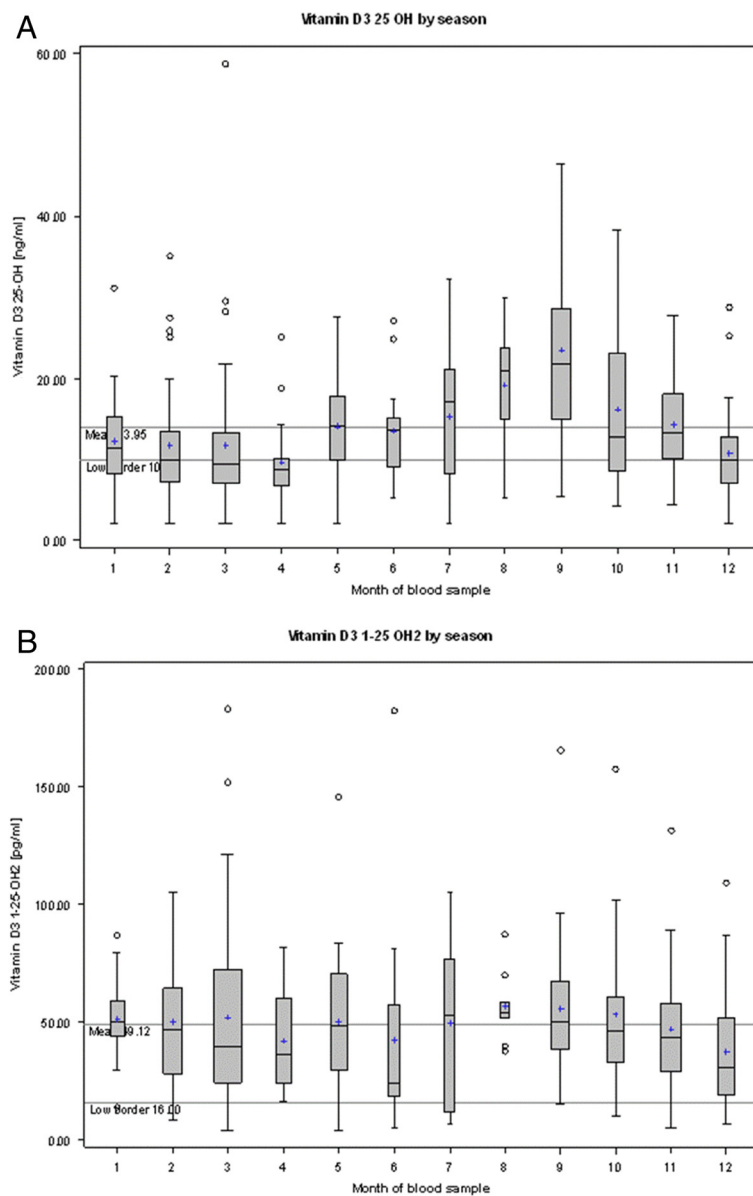 A
Vitamin D3 25 OH by season
Vitamin D3 25-OH [ng/ml]
60.00
40.00
20.00
0.00
3.95
10
1 2 3 4 5 6 7 8 9 10 11 12
Month of blood sample
B
Vitamin D3 1-25 OH2 by season
Vitamin D3 1-25-OH2 [pg/ml]
200.00
150.00
100.00
50.00
0.00
9.12
Low Border 16.00
1 2 3 4 5 6 7 8 9 10 11 12
Month of blood sample